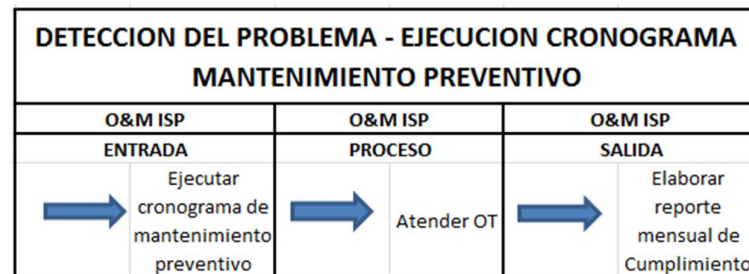 DETECCION DEL PROBLEMA - EJECUCION CRONOGRAMA
MANTENIMIENTO PREVENTIVO
O&M ISP
O&M ISP
O&M ISP
ENTRADA
PROCESO
SALIDA
Ejecutar
cronograma de
mantenimiento
preventivo
Atender OT
Elaborar
reporte
mensual de
Cumplimiento